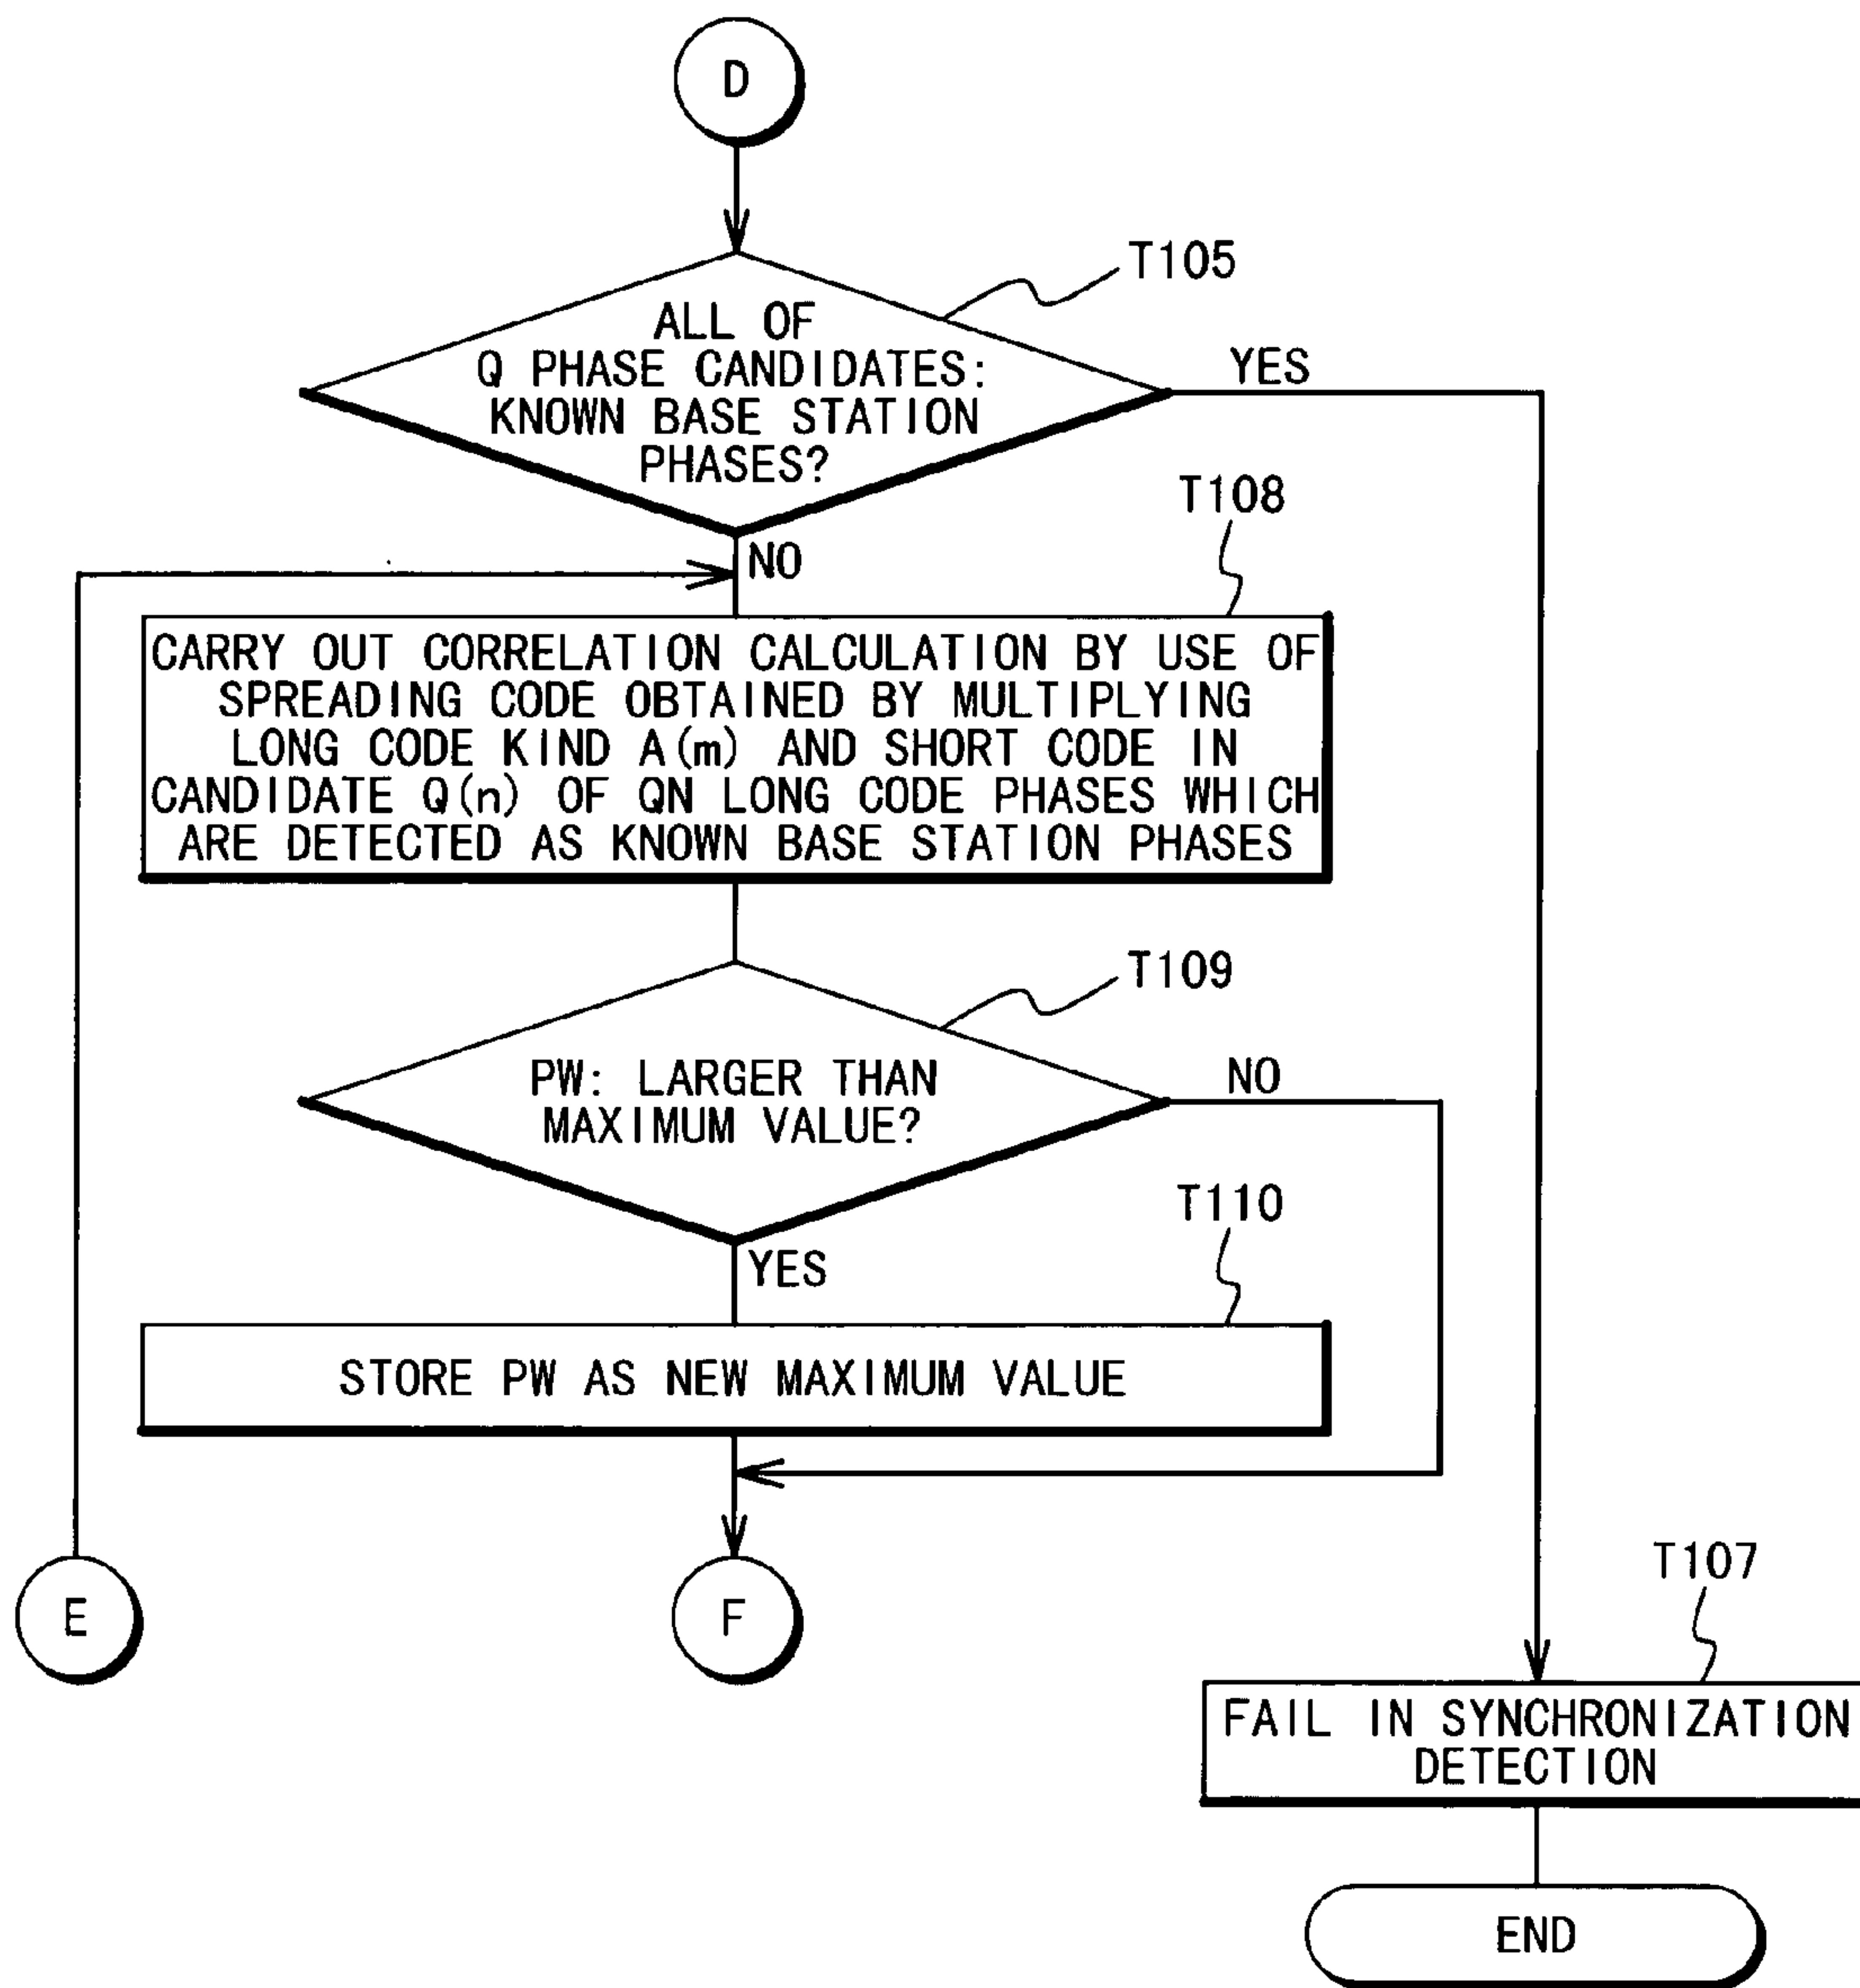 D
T105
ALL OF
Q PHASE CANDIDATES:
KNOWN BASE STATION
PHASES?
YES
NO
T108
CARRY OUT CORRELATION CALCULATION BY USE OF
SPREADING CODE OBTAINED BY MULTIPLYING
LONG CODE KIND A(m) AND SHORT CODE IN
CANDIDATE Q(n) OF QN LONG CODE PHASES WHICH
ARE DETECTED AS KNOWN BASE STATION PHASES
T109
PW: LARGER THAN
MAXIMUM VALUE?
NO
YES
T110
STORE PW AS NEW MAXIMUM VALUE
E
F
T107
FAIL IN SYNCHRONIZATION
DETECTION
END